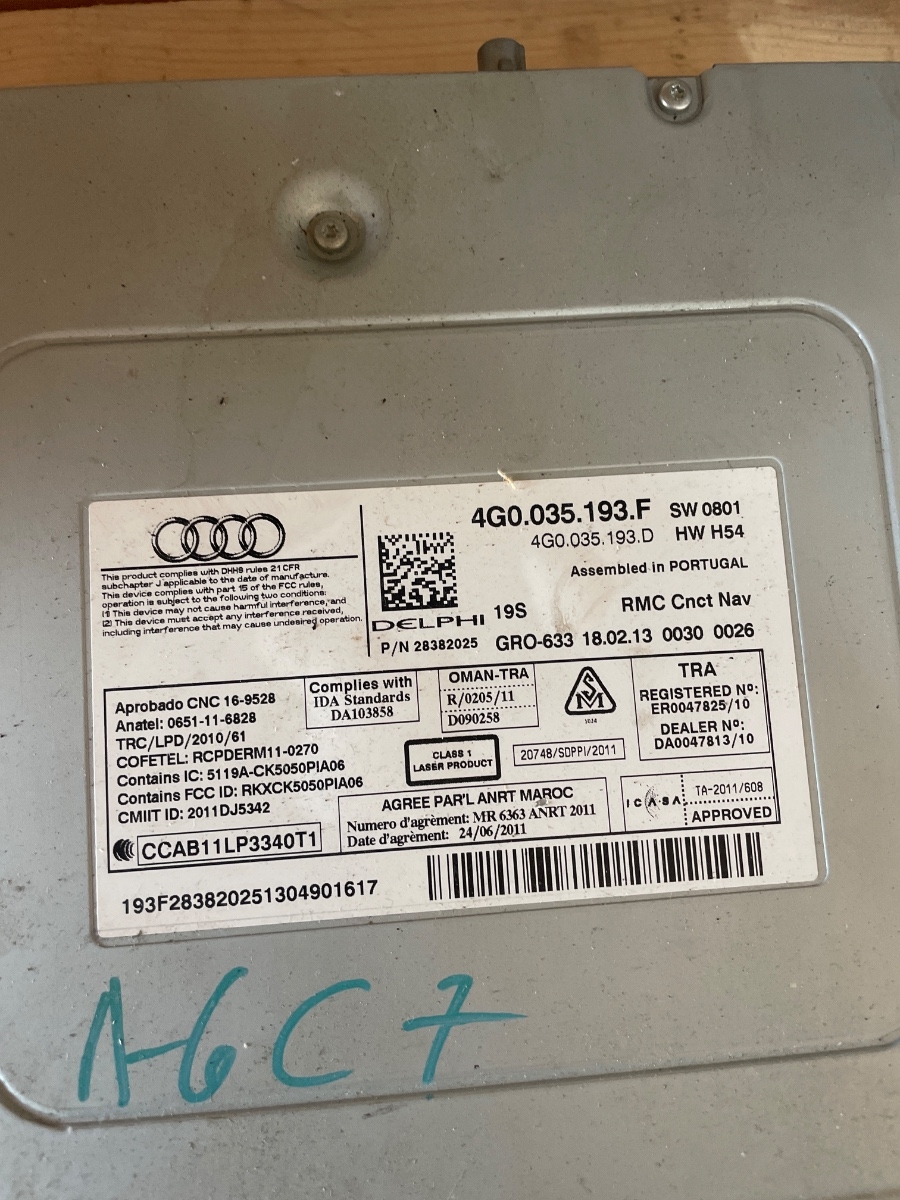 This product complies with DHHS rules 21CFR
subchapter J applicable to the date of manufacture.
This device complies with part 15 of the FCC rules,
operation is subject to the following two conditions:
(1) This device may not cause harmful interference, and
(2) This device must accept any interference received,
including interference that may cause undesired operation.
4G0.035.193.F SW 0801
4G0.035.193.D HW H54
Assembled in PORTUGAL
DELPHI 19S RMC Cnct Nav
P/N 28382025 GRO-633 18.02.13 0030 0026
Aprobado CNC 16-9528
Anatel: 0651-11-6828
TRC/LPD/2010/61
COFETEL: RCPDERM11-0270
Contains IC: 5119A-CK5050PIA06
Contains FCC ID: RKXCK5050PIA06
CMIIT ID: 2011DJ5342
CCAB11LP3340T1
Complies with
IDA Standards
DA103858
OMAN-TRA
R/0205/11
D090258
SM
TRA
REGISTERED Nº:
ER0047825/10
DEALER Nº:
DA0047813/10
CLASS 1
LASER PRODUCT
20748/SDPPI/2011
AGREE PAR'L ANRT MAROC
Numero d'agrément: MR 6363 ANRT 2011
Date d'agrément: 24/06/2011
ICASA
TA-2011/608
APPROVED
193F283820251304901617
A6C7